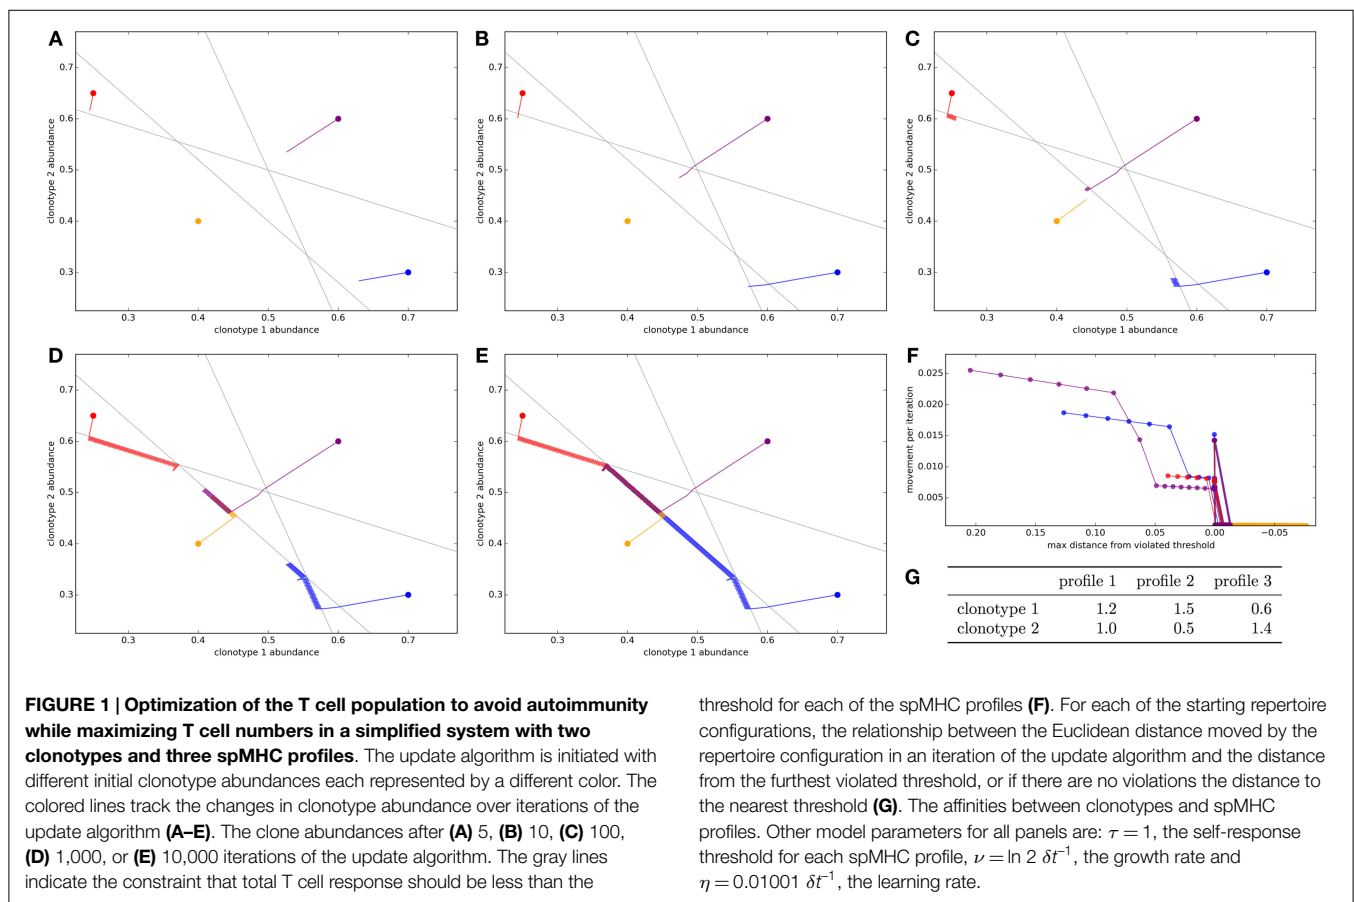 A
0.7
0.6
0.5
0.4
0.3
clonotype 2 abundance
0.3 0.4 0.5 0.6 0.7
clonotype 1 abundance
B
0.7
0.6
0.5
0.4
0.3
clonotype 2 abundance
0.3 0.4 0.5 0.6 0.7
clonotype 1 abundance
C
0.7
0.6
0.5
0.4
0.3
clonotype 2 abundance
0.3 0.4 0.5 0.6 0.7
clonotype 1 abundance
D
0.7
0.6
0.5
0.4
0.3
clonotype 2 abundance
0.3 0.4 0.5 0.6 0.7
clonotype 1 abundance
E
0.7
0.6
0.5
0.4
0.3
clonotype 2 abundance
0.3 0.4 0.5 0.6 0.7
clonotype 1 abundance
F
0.025
0.020
0.015
0.010
0.005
movement per iteration
0.20 0.15 0.10 0.05 0.00 −0.05
max distance from violated threshold
G
profile 1 profile 2 profile 3
clonotype 1 1.2 1.5 0.6
clonotype 2 1.0 0.5 1.4
FIGURE 1 | Optimization of the T cell population to avoid autoimmunity
while maximizing T cell numbers in a simplified system with two
clonotypes and three spMHC profiles. The update algorithm is initiated with
different initial clonotype abundances each represented by a different color. The
colored lines track the changes in clonotype abundance over iterations of the
update algorithm (A–E). The clone abundances after (A) 5, (B) 10, (C) 100,
(D) 1,000, or (E) 10,000 iterations of the update algorithm. The gray lines
indicate the constraint that total T cell response should be less than the
threshold for each of the spMHC profiles (F). For each of the starting repertoire
configurations, the relationship between the Euclidean distance moved by the
repertoire configuration in an iteration of the update algorithm and the distance
from the furthest violated threshold, or if there are no violations the distance to
the nearest threshold (G). The affinities between clonotypes and spMHC
profiles. Other model parameters for all panels are: τ = 1, the self-response
threshold for each spMHC profile, ν = ln 2 δt⁻¹, the growth rate and
η = 0.01001 δt⁻¹, the learning rate.